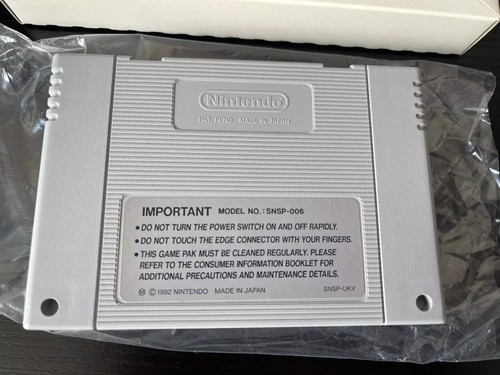 Nintendo
PAT. PEND. MADE IN JAPAN
IMPORTANT MODEL NO. : SNSP-006
• DO NOT TURN THE POWER SWITCH ON AND OFF RAPIDLY.
• DO NOT TOUCH THE EDGE CONNECTOR WITH YOUR FINGERS.
• THIS GAME PAK MUST BE CLEANED REGULARLY. PLEASE
REFER TO THE CONSUMER INFORMATION BOOKLET FOR
ADDITIONAL PRECAUTIONS AND MAINTENANCE DETAILS.
Ⓜ ©1992 NINTENDO MADE IN JAPAN SNSP-UKV